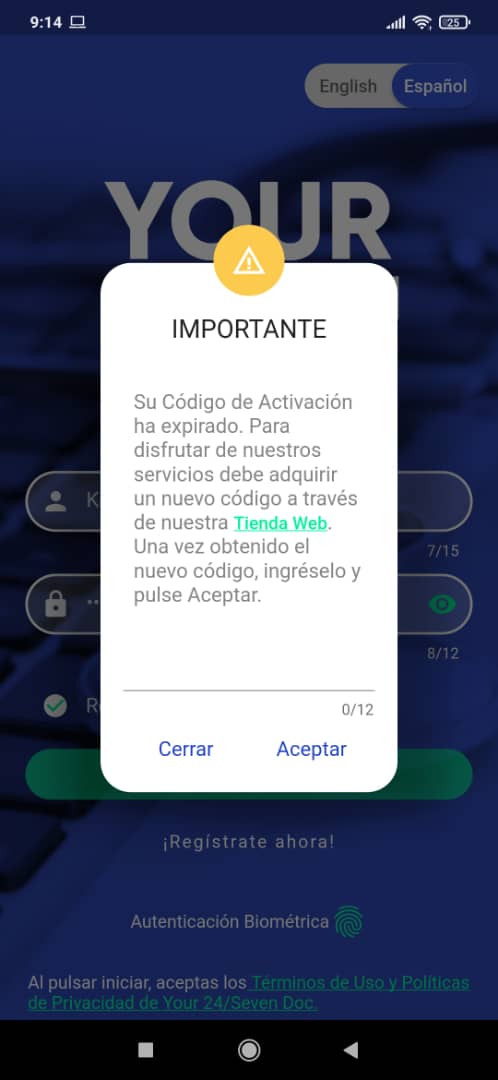 9:14
25
English
Español
YOUR
IMPORTANTE
Su Código de Activación
ha expirado. Para
disfrutar de nuestros
servicios debe adquirir
un nuevo código a través
de nuestra Tienda Web.
Una vez obtenido el
nuevo código, ingréselo y
pulse Aceptar.
K
7/15
8/12
R
0/12
Cerrar
Aceptar
¡Regístrate ahora!
Autenticación Biométrica
Al pulsar iniciar, aceptas los Términos de Uso y Políticas
de Privacidad de Your 24/Seven Doc.